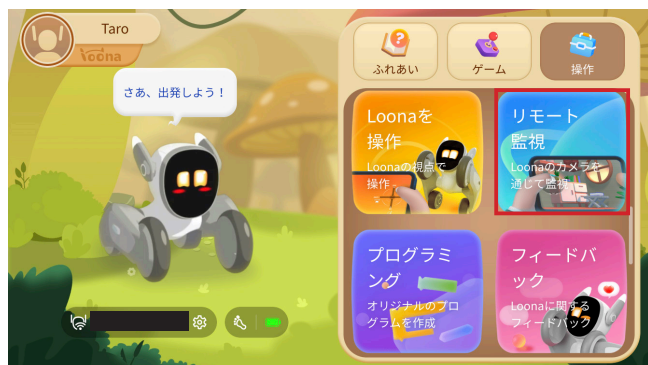 Taro
Loona
さあ、出発しよう！
ふれあい
ゲーム
操作
Loonaを
操作
Loonaの視点で
操作
リモート
監視
Loonaのカメラを
通じて監視
プログラミ
ング
オリジナルのプロ
グラムを作成
フィードバ
ック
Loonaに関する
フィードバック